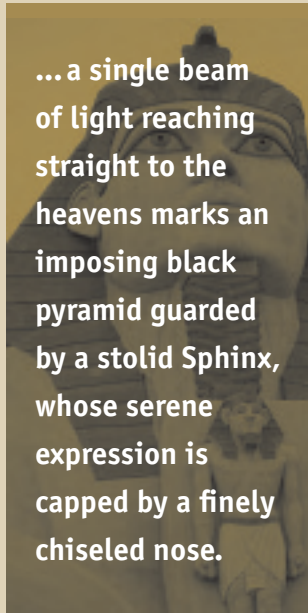 ... a single beam
of light reaching
straight to the
heavens marks an
imposing black
pyramid guarded
by a stolid Sphinx,
whose serene
expression is
capped by a finely
chiseled nose.